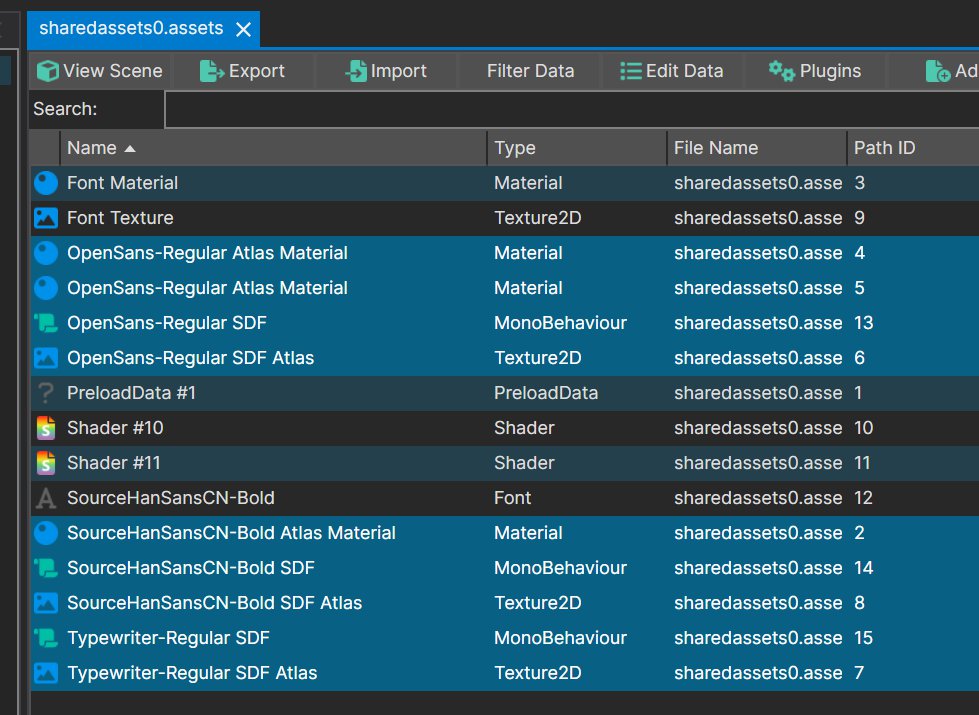 sharedassets0.assets
View Scene Export Import Filter Data Edit Data Plugins Ad
Search:
Name Type File Name Path ID
Font Material Material sharedassets0.asse 3
Font Texture Texture2D sharedassets0.asse 9
OpenSans-Regular Atlas Material Material sharedassets0.asse 4
OpenSans-Regular Atlas Material Material sharedassets0.asse 5
OpenSans-Regular SDF MonoBehaviour sharedassets0.asse 13
OpenSans-Regular SDF Atlas Texture2D sharedassets0.asse 6
PreloadData #1 PreloadData sharedassets0.asse 1
Shader #10 Shader sharedassets0.asse 10
Shader #11 Shader sharedassets0.asse 11
SourceHanSansCN-Bold Font sharedassets0.asse 12
SourceHanSansCN-Bold Atlas Material Material sharedassets0.asse 2
SourceHanSansCN-Bold SDF MonoBehaviour sharedassets0.asse 14
SourceHanSansCN-Bold SDF Atlas Texture2D sharedassets0.asse 8
Typewriter-Regular SDF MonoBehaviour sharedassets0.asse 15
Typewriter-Regular SDF Atlas Texture2D sharedassets0.asse 7